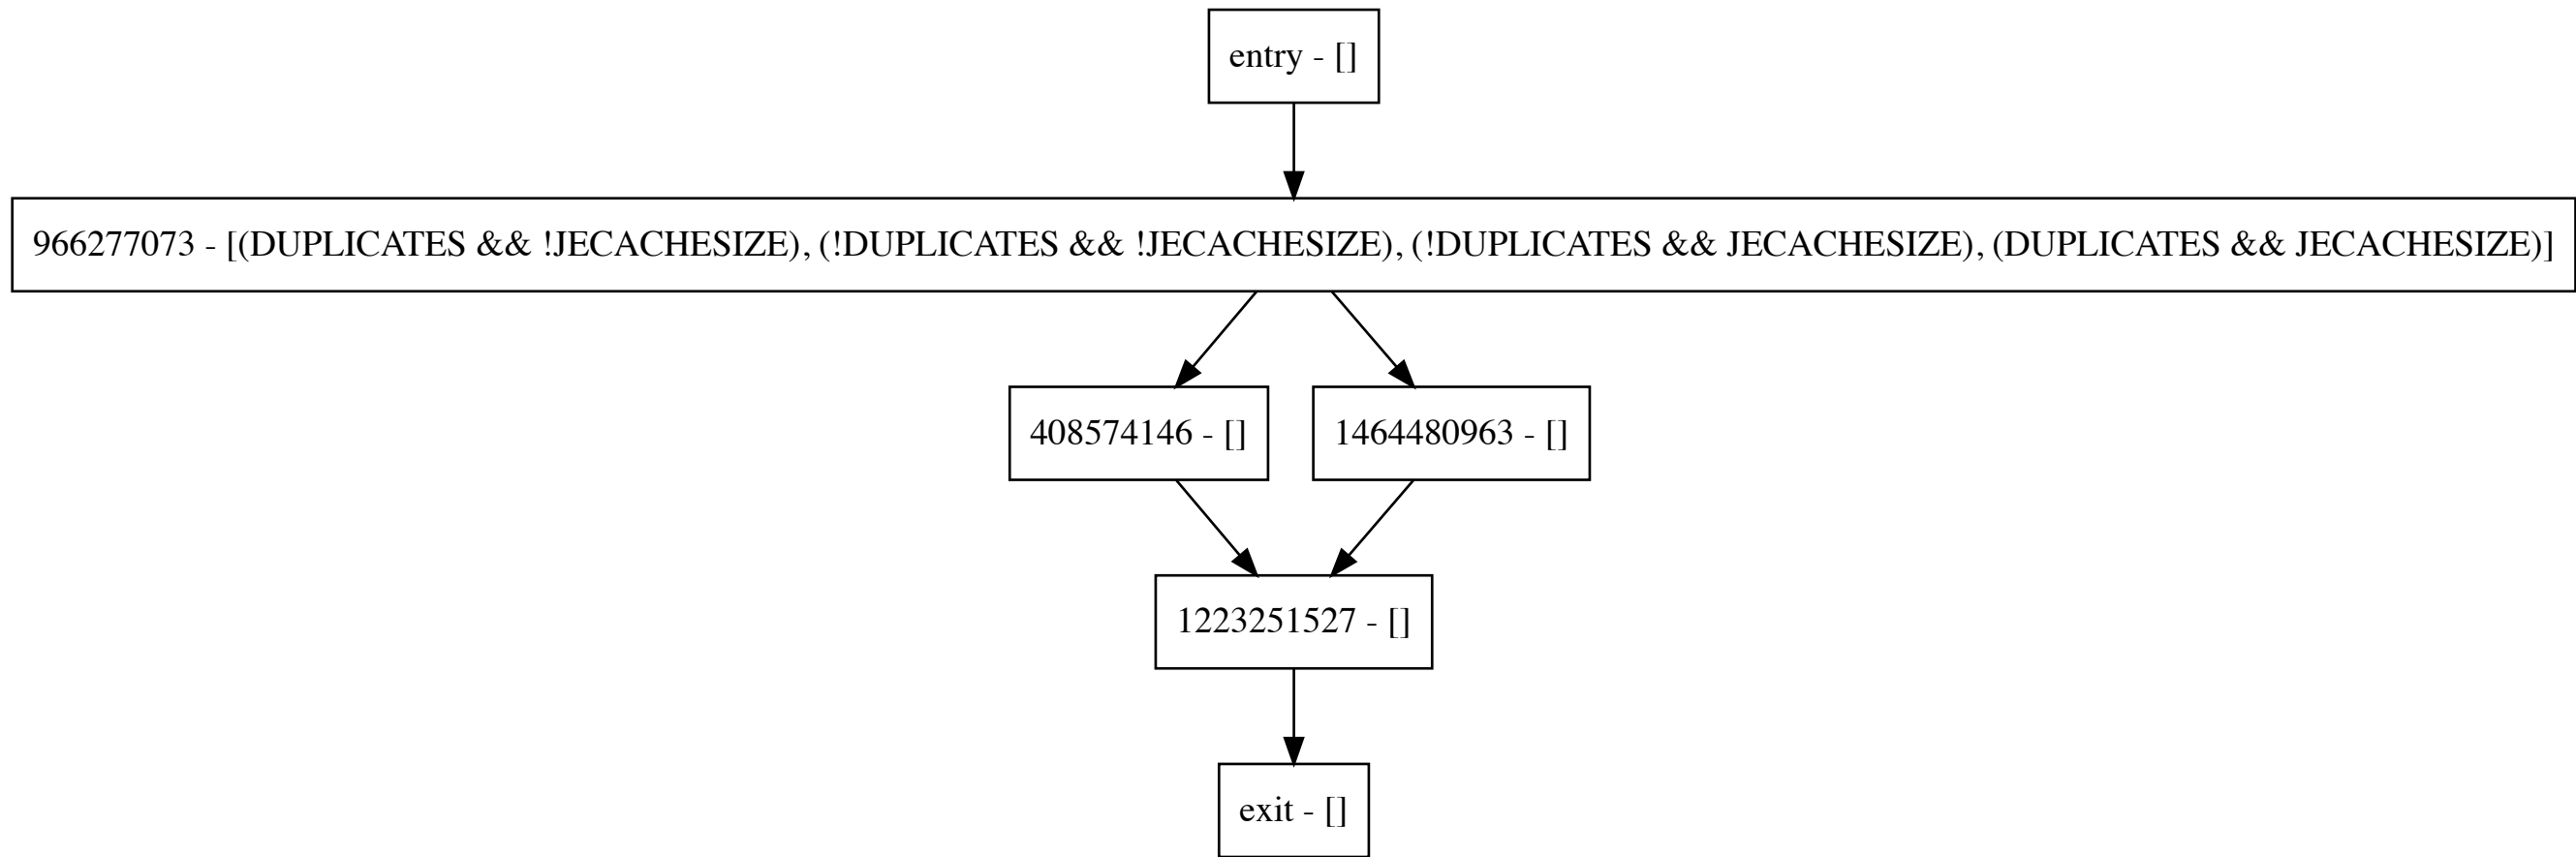 entry - []
966277073 - [(DUPLICATES && !JECACHESIZE), (!DUPLICATES && !JECACHESIZE), (!DUPLICATES && JECACHESIZE), (DUPLICATES && JECACHESIZE)]
408574146 - []
1464480963 - []
1223251527 - []
exit - []